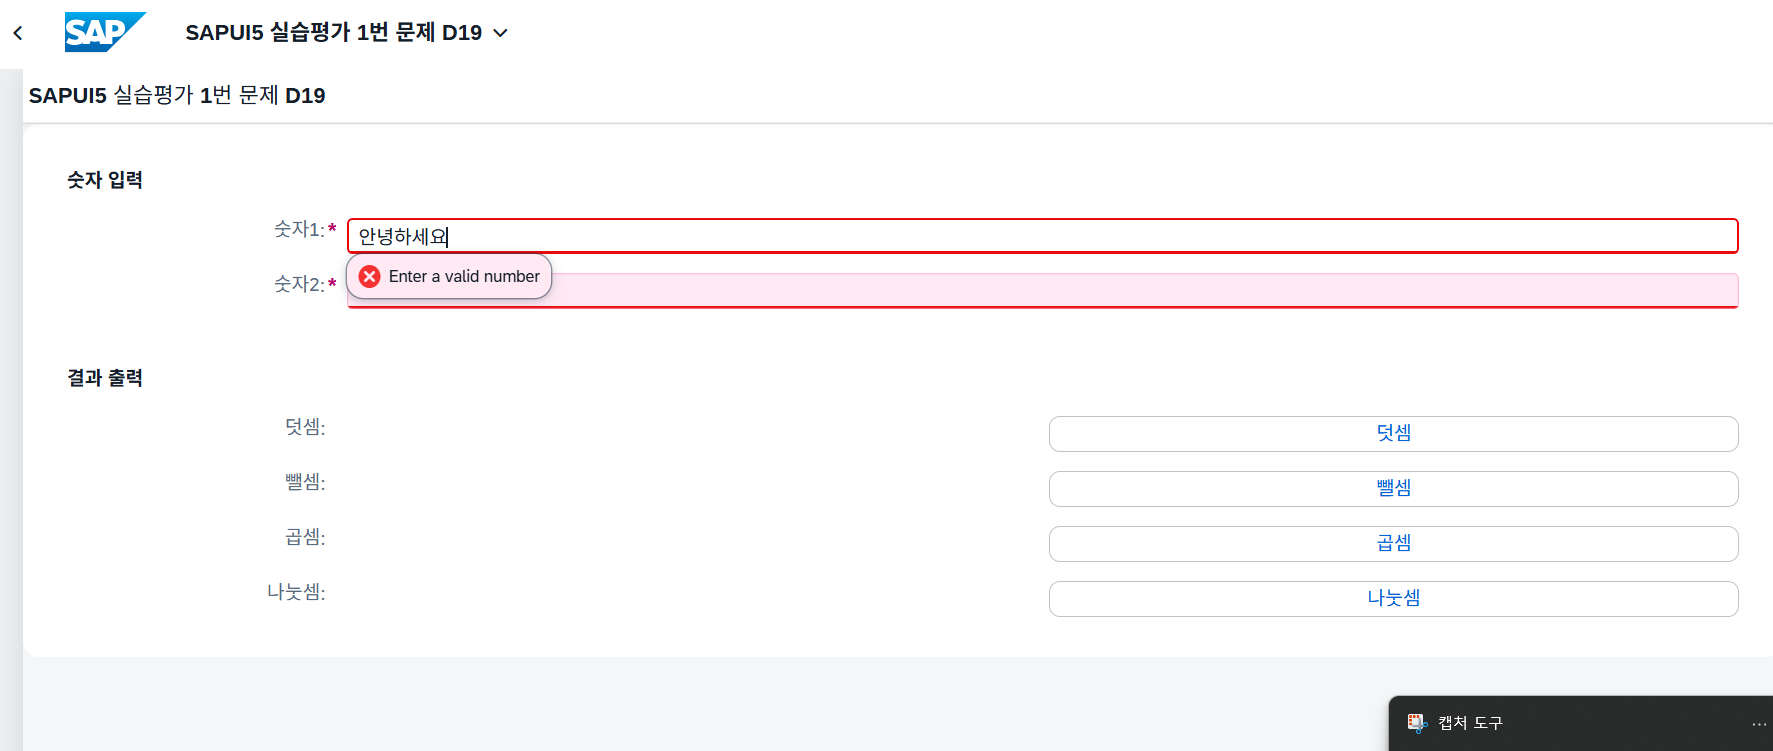 SAP SAPUI5 실습평가 1번 문제 D19
SAPUI5 실습평가 1번 문제 D19
숫자 입력
숫자1:* 안녕하세요
Enter a valid number
숫자2:*
결과 출력
덧셈: 덧셈
뺄셈: 뺄셈
곱셈: 곱셈
나눗셈: 나눗셈
캡처 도구 ...